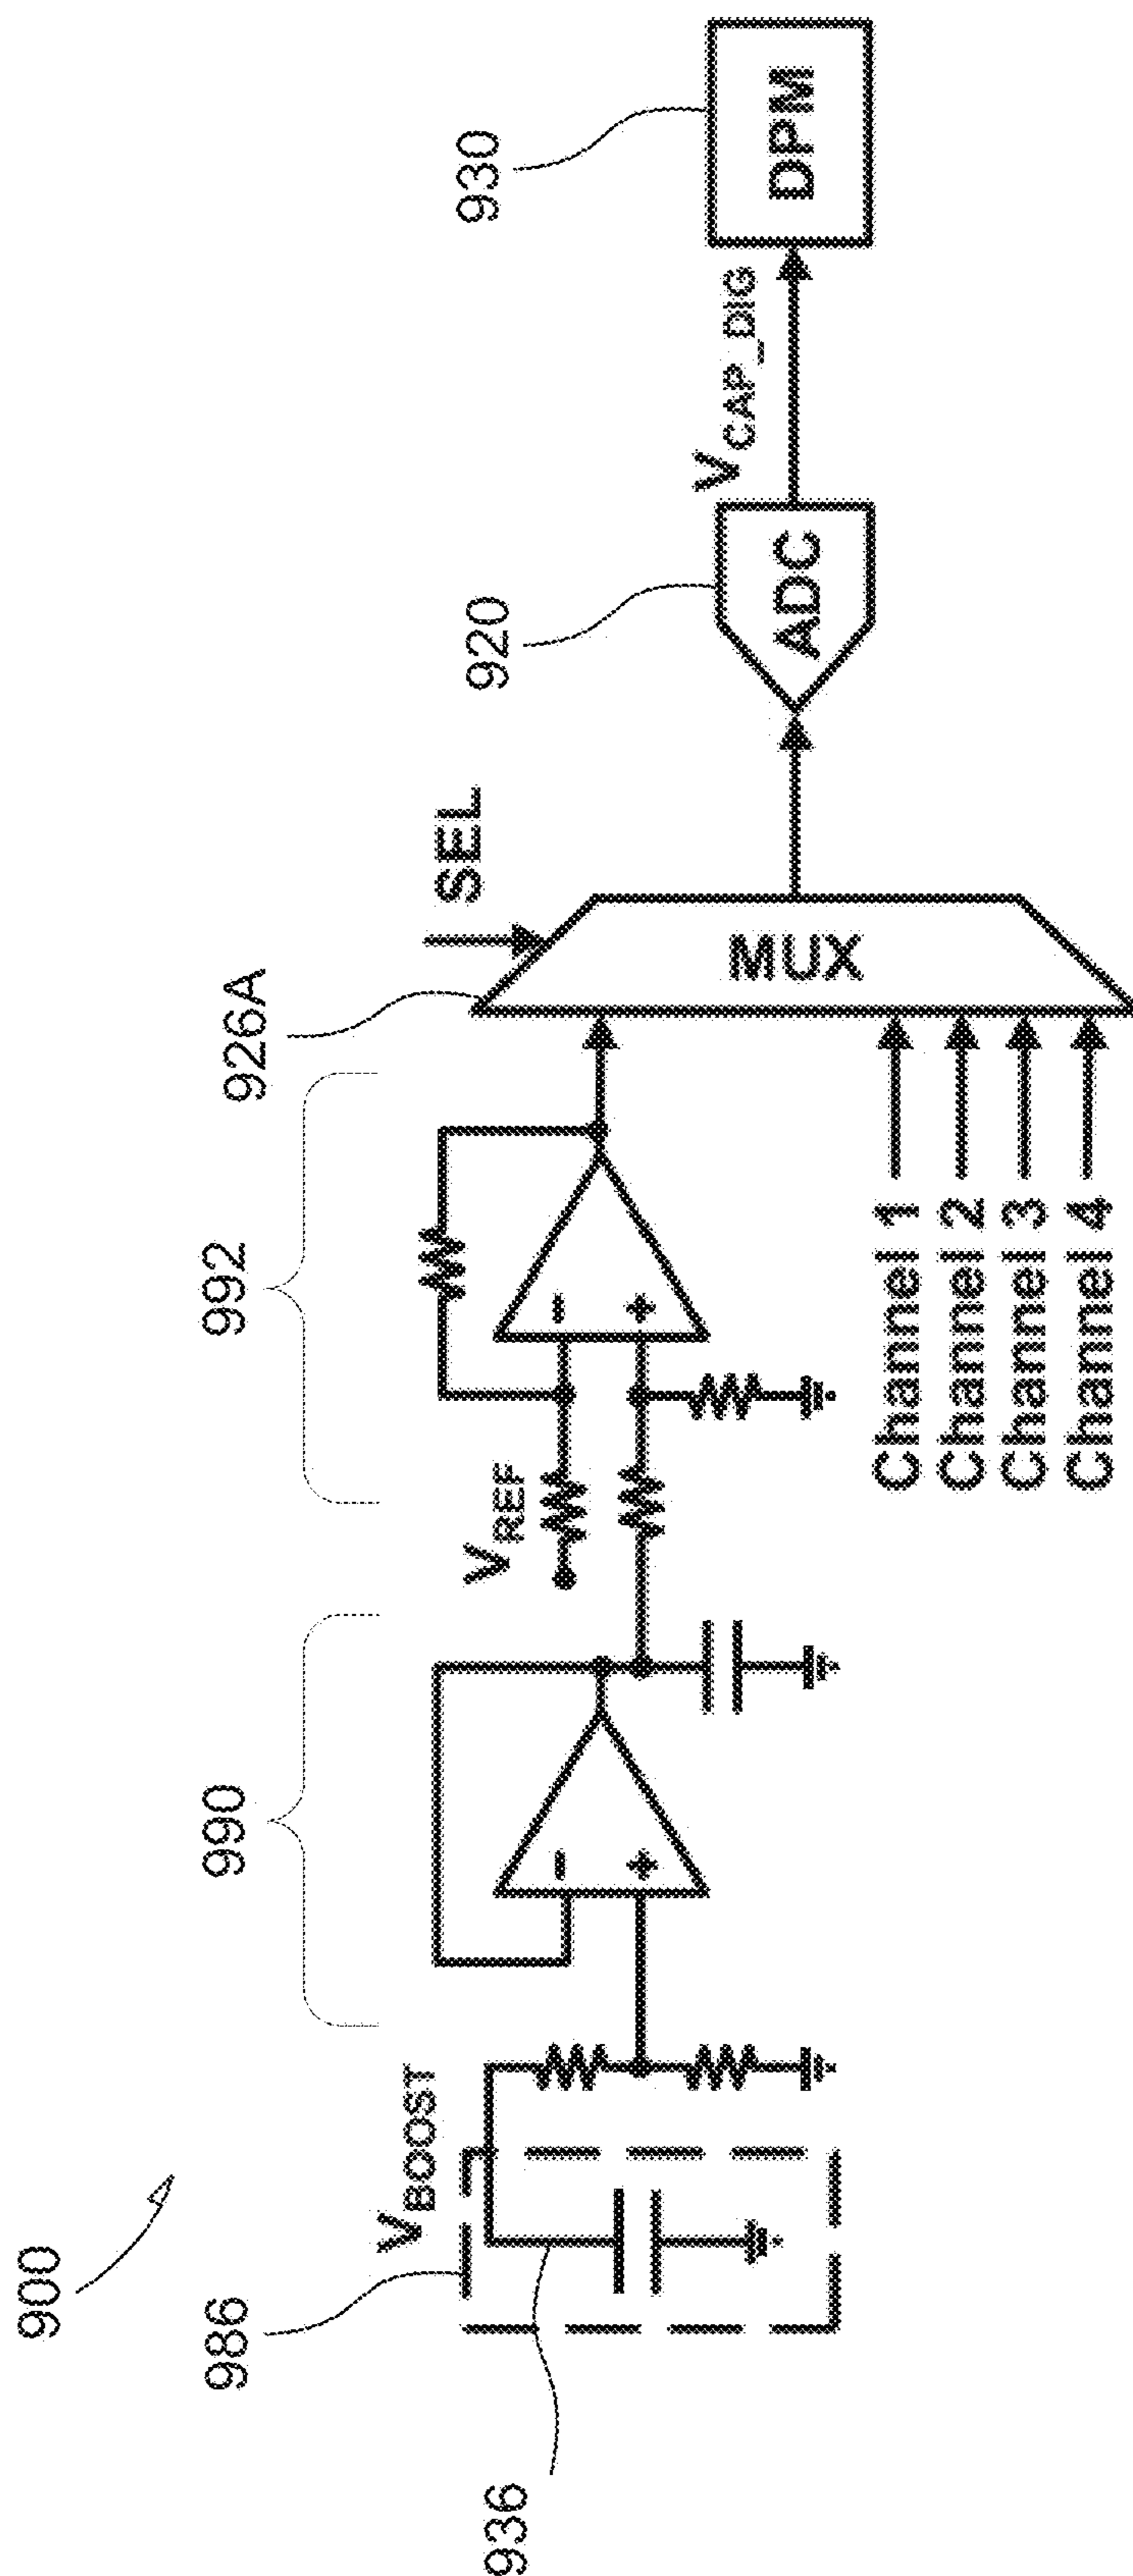 900
986
936
V_BOOST
990
992
V_REF
-
+
-
+
926A
SEL
MUX
Channel 1
Channel 2
Channel 3
Channel 4
920
ADC
V_CAP_DIG
930
DPM